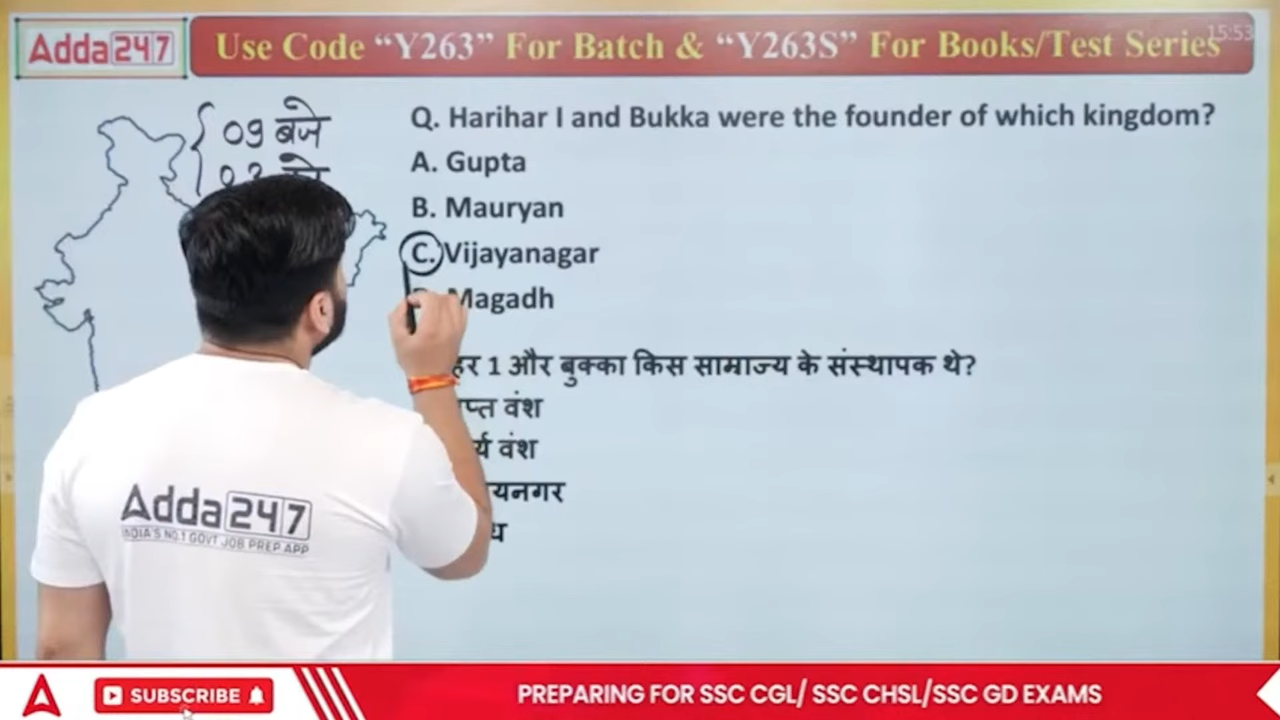 Adda247
Use Code “Y263” For Batch & “Y263S” For Books/Test Series
15:53
09 बजे
Q. Harihar I and Bukka were the founder of which kingdom?
A. Gupta
B. Mauryan
C. Vijayanagar
Magadh
हर 1 और बुक्का किस साम्राज्य के संस्थापक थे?
प्त वंश
र्य वंश
यनगर
ध
Adda247
INDIA'S NO.1 GOVT JOB PREP APP
SUBSCRIBE
PREPARING FOR SSC CGL/ SSC CHSL/SSC GD EXAMS